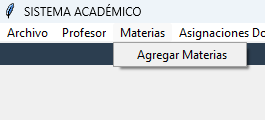 SISTEMA ACADÉMICO
Archivo Profesor Materias Asignaciones Do
Agregar Materias